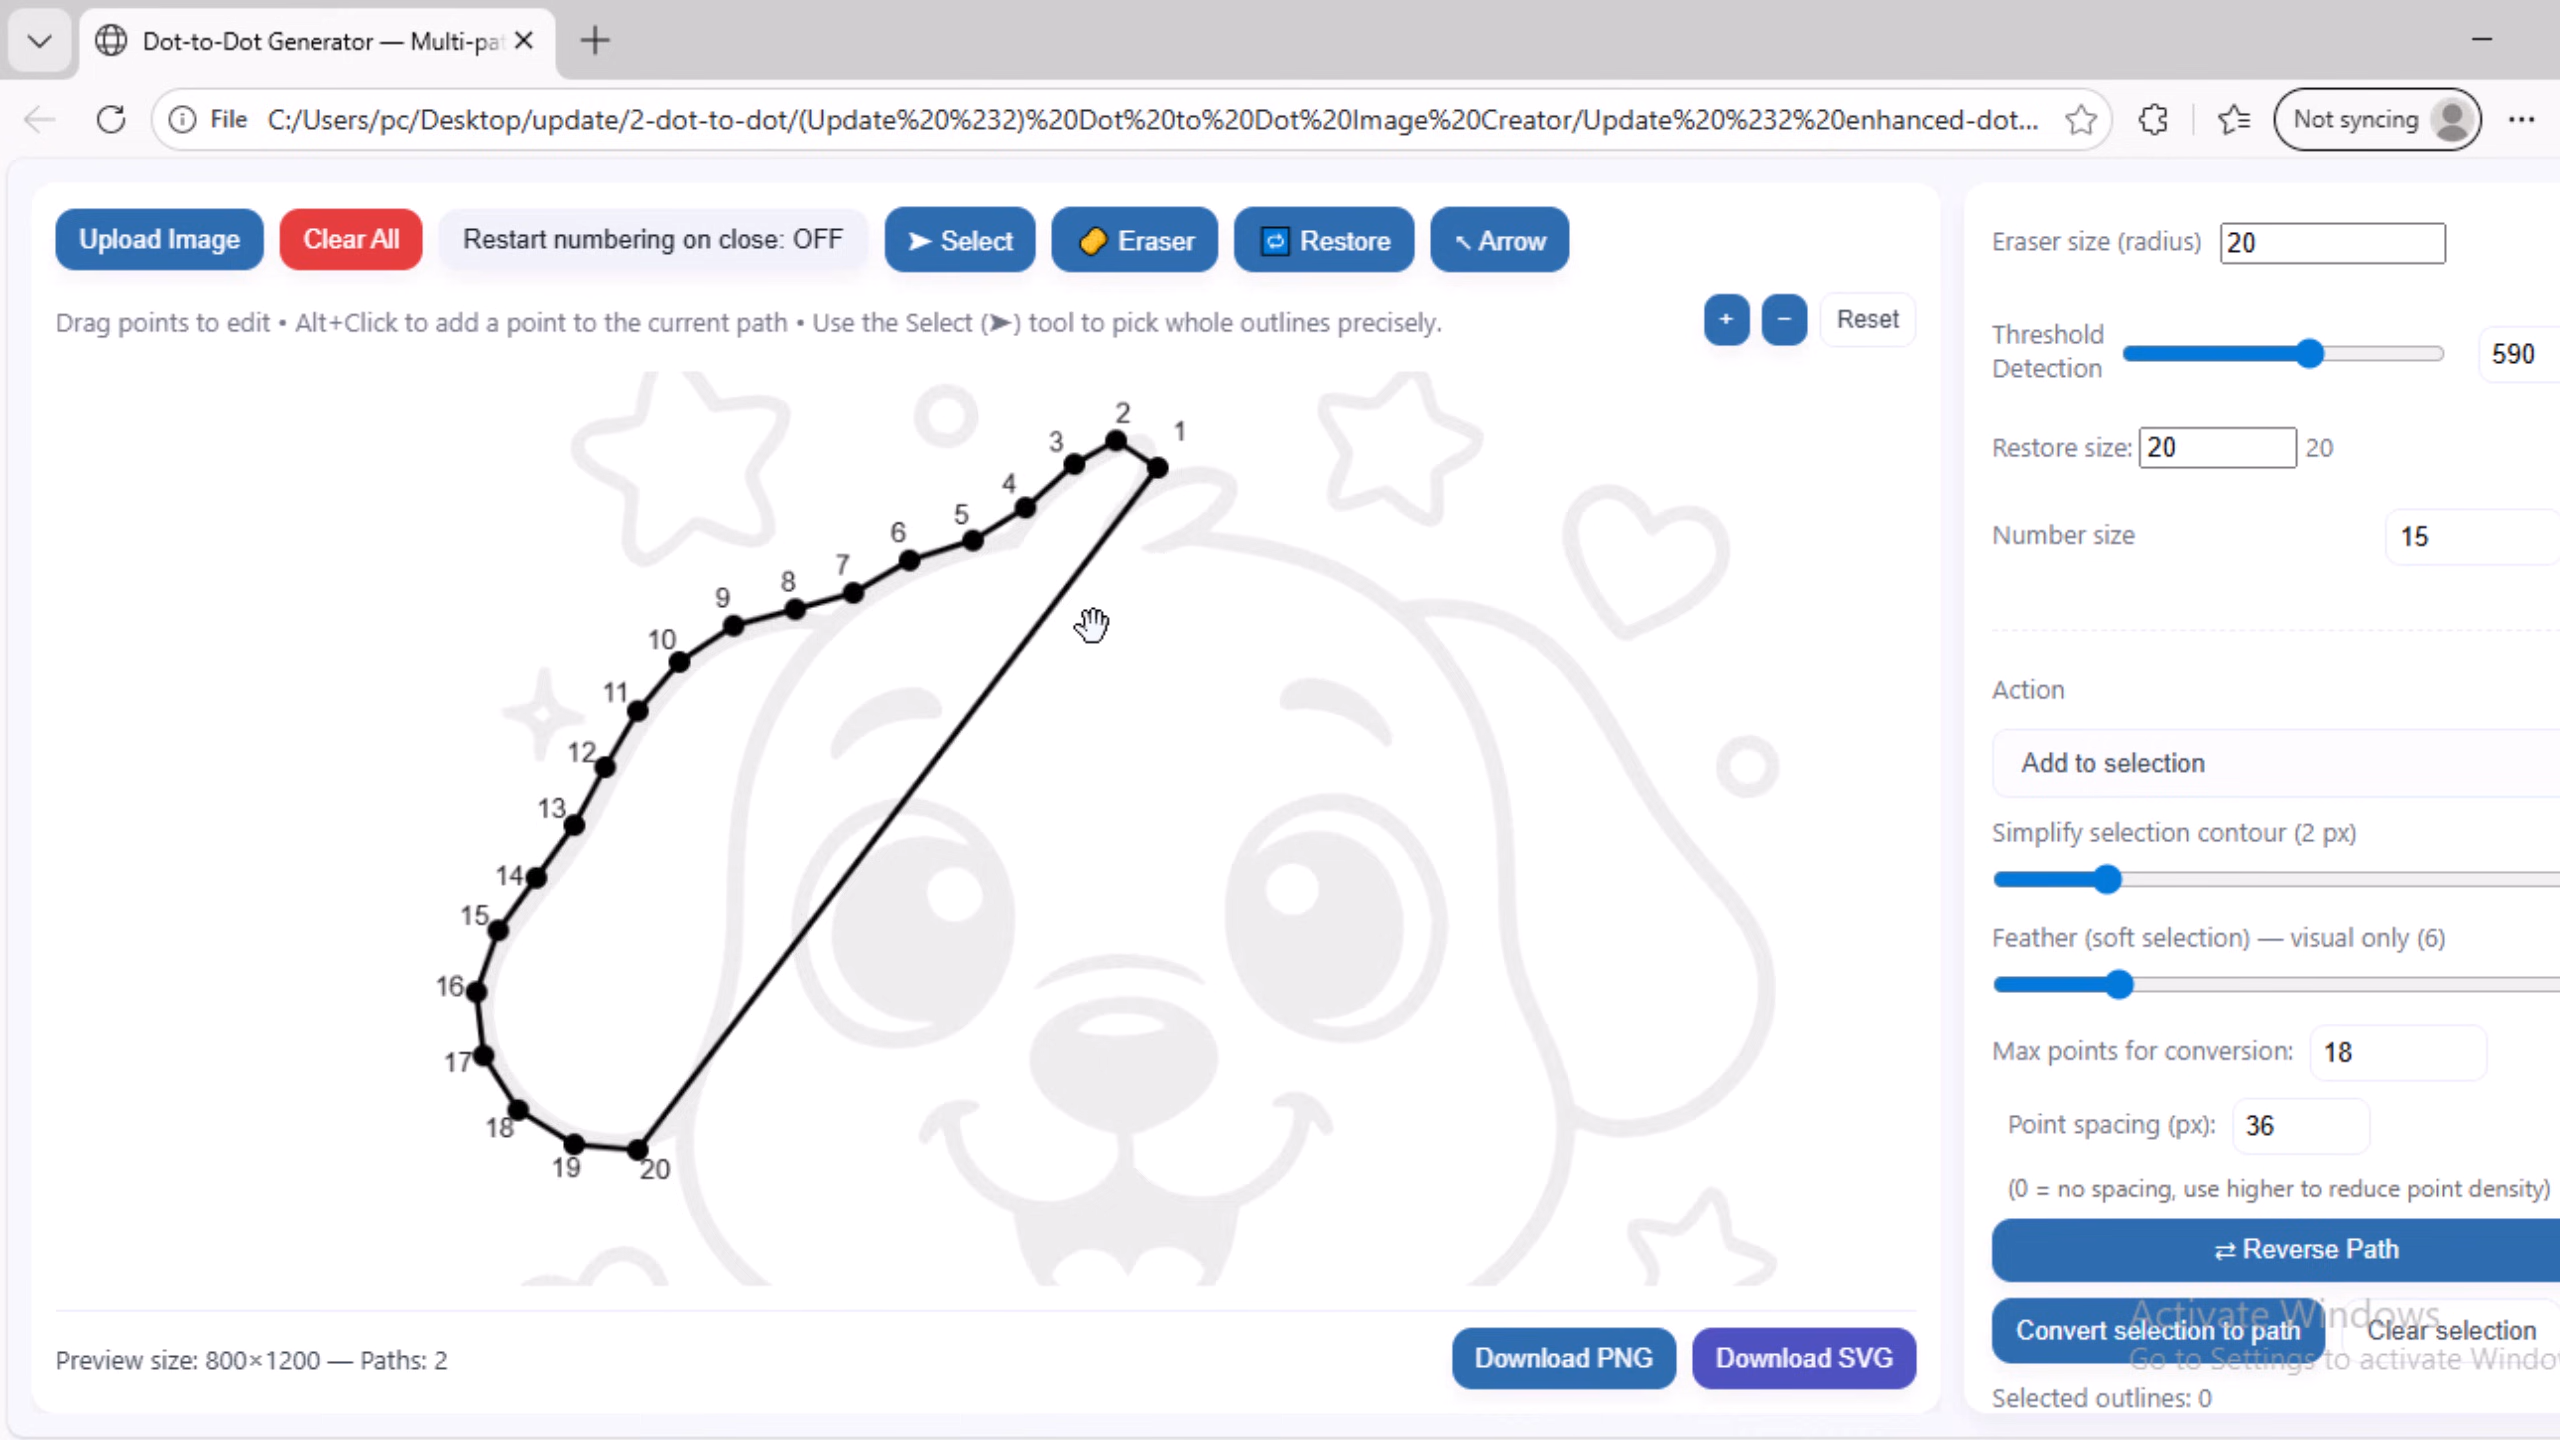 Dot-to-Dot Generator — Multi-pat
File C:/Users/pc/Desktop/update/2-dot-to-dot/(Update%20%232)%20Dot%20to%20Dot%20Image%20Creator/Update%20%232%20enhanced-dot...
Not syncing
Upload Image
Clear All
Restart numbering on close: OFF
Select
Eraser
Restore
Arrow
Drag points to edit • Alt+Click to add a point to the current path • Use the Select (➤) tool to pick whole outlines precisely.
+
−
Reset
1
2
3
4
5
6
7
8
9
10
11
12
13
14
15
16
17
18
19
20
Preview size: 800×1200 — Paths: 2
Download PNG
Download SVG
Eraser size (radius) 20
Threshold
Detection
590
Restore size: 20 20
Number size 15
Action
Add to selection
Simplify selection contour (2 px)
Feather (soft selection) — visual only (6)
Max points for conversion: 18
Point spacing (px): 36
(0 = no spacing, use higher to reduce point density)
⇄ Reverse Path
Convert selection to path
Clear selection
Activate Windows
Go to Settings to activate Windo
Selected outlines: 0